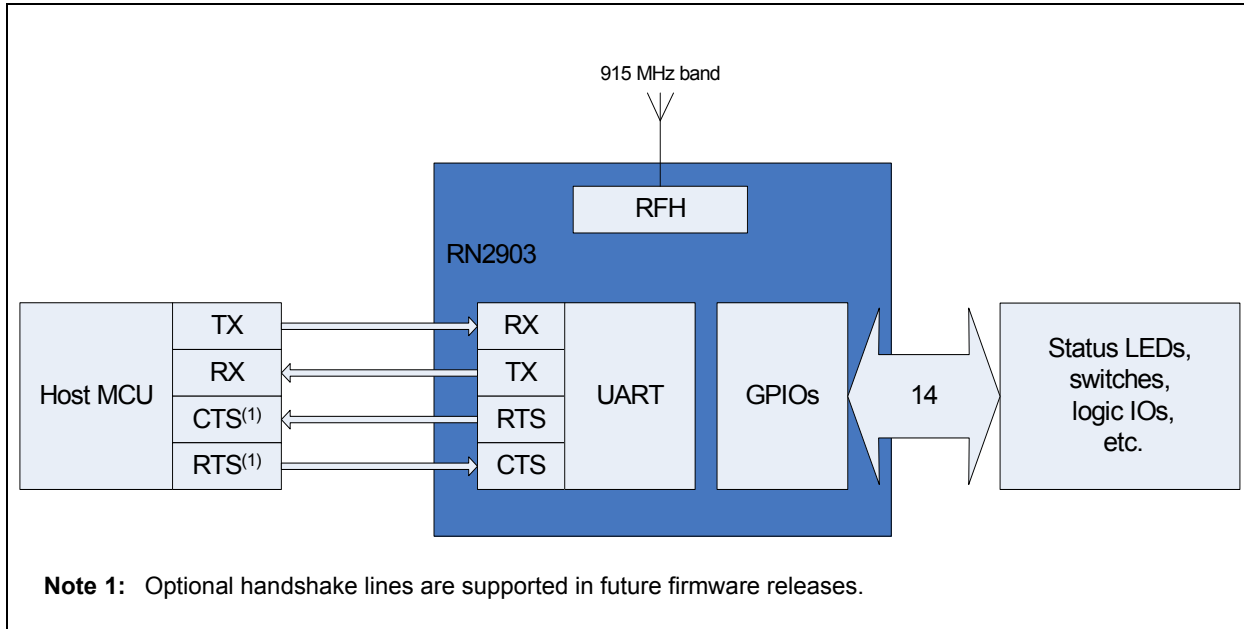 915 MHz band
RFH
RN2903
Host MCU
TX
RX
CTS(1)
RTS(1)
RX
TX
RTS
CTS
UART
GPIOs
14
Status LEDs,
switches,
logic IOs,
etc.
Note 1: Optional handshake lines are supported in future firmware releases.